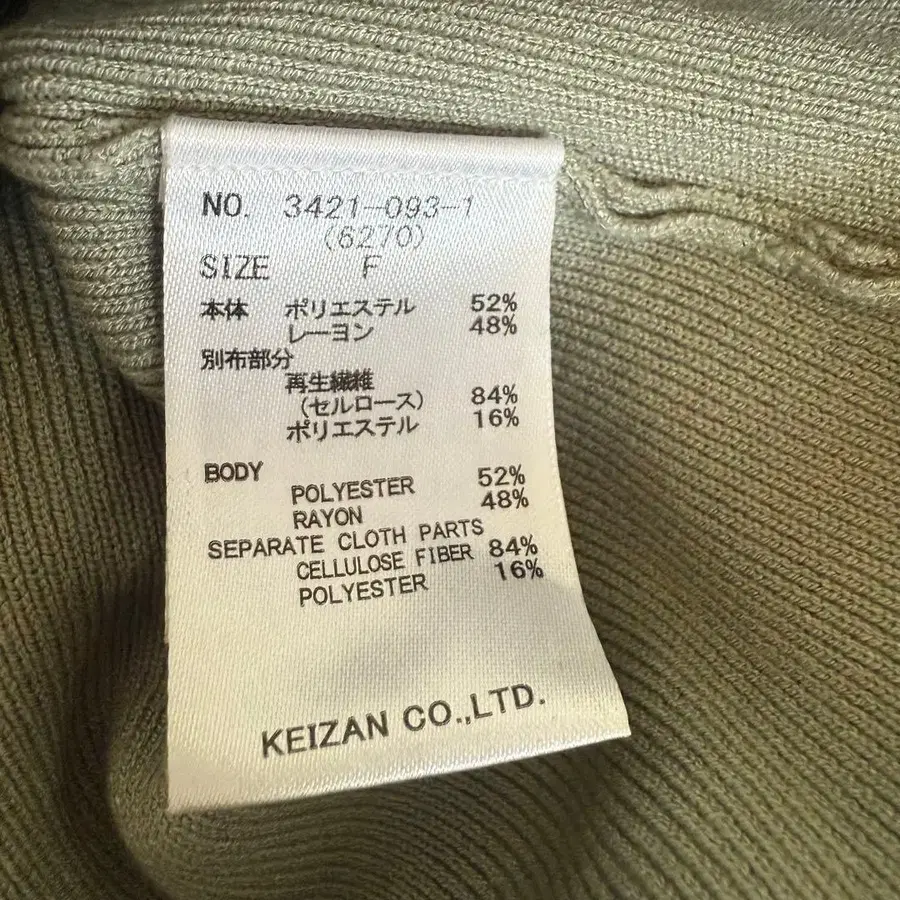 NO. 3421-093-1
(6270)
SIZE F
本体 ポリエステル 52%
レーヨン 48%
別布部分
再生繊維
(セルロース) 84%
ポリエステル 16%
BODY
POLYESTER 52%
RAYON 48%
SEPARATE CLOTH PARTS
CELLULOSE FIBER 84%
POLYESTER 16%
KEIZAN CO.,LTD.